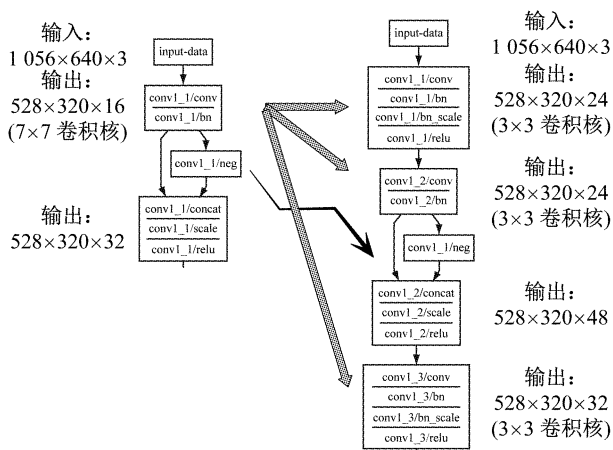 输入：
1 056×640×3
输出：
528×320×16
(7×7 卷积核)
输出：
528×320×32
input-data
conv1_1/conv
conv1_1/bn
conv1_1/neg
conv1_1/concat
conv1_1/scale
conv1_1/relu
input-data
conv1_1/conv
conv1_1/bn
conv1_1/bn_scale
conv1_1/relu
conv1_2/conv
conv1_2/bn
conv1_1/neg
conv1_2/concat
conv1_2/scale
conv1_2/relu
conv1_3/conv
conv1_3/bn
conv1_3/bn_scale
conv1_3/relu
输入：
1 056×640×3
输出：
528×320×24
(3×3 卷积核)
输出：
528×320×24
(3×3 卷积核)
输出：
528×320×48
输出：
528×320×32
(3×3 卷积核)